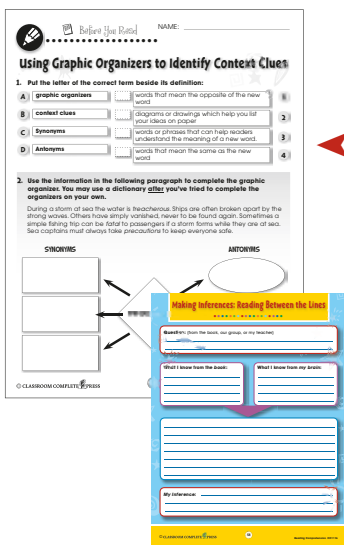 Before You Read
NAME:
Using Graphic Organizers to Identify Context Clues
1. Put the letter of the correct term beside its definition:
A graphic organizers words that mean the opposite of the new word 1
B context clues diagrams or drawings which help you list your ideas on paper 2
C Synonyms words or phrases that can help readers understand the meaning of a new word. 3
D Antonyms words that mean the same as the new word 4
2. Use the information in the following paragraph to complete the
graphic organizer. You may use a dictionary after you've tried to complete the
organizers on your own.
During a storm at sea the water is treacherous. Ships are often broken apart by the
strong waves. Others have simply vanished, never to be found again. Sometimes a
simple fishing trip can be fatal to passengers if a storm forms while they are at sea.
Sea captains must always take precautions to keep everyone safe.
SYNONYMS ANTONYMS
© CLASSROOM COMPLETE PRESS
Making Inferences: Reading Between the Lines
(from the book, our group, or my teacher)
What I know from the book: What I know from my brain:
My Inference:
© CLASSROOM COMPLETE PRESS